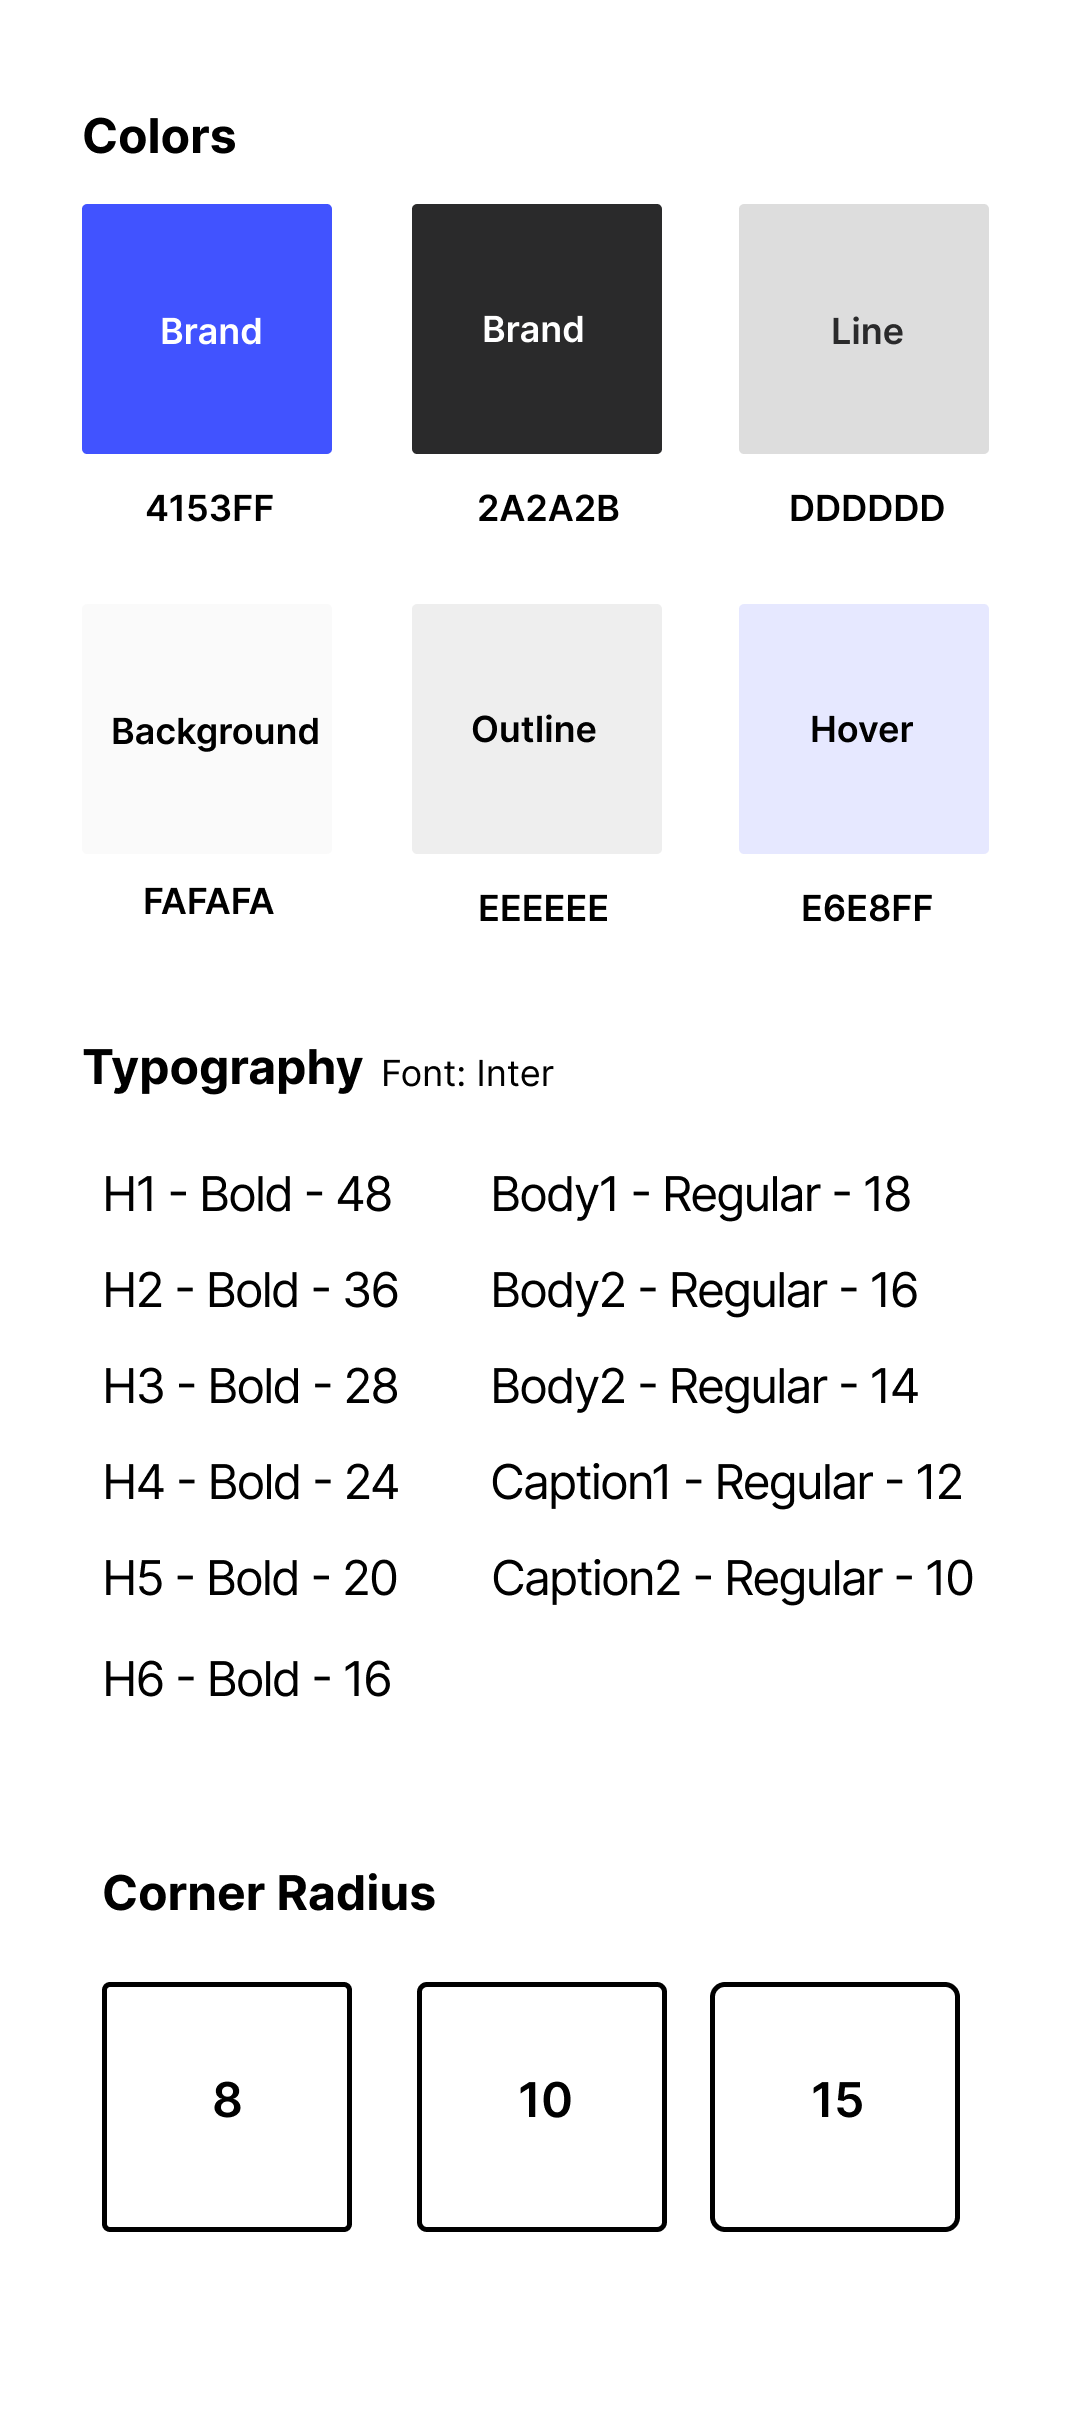 Colors
Brand
Brand
Line
4153FF
2A2A2B
DDDDDD
Background
Outline
Hover
FAFAFA
EEEEEE
E6E8FF
Typography Font: Inter
H1 - Bold - 48
Body1 - Regular - 18
H2 - Bold - 36
Body2 - Regular - 16
H3 - Bold - 28
Body2 - Regular - 14
H4 - Bold - 24
Caption1 - Regular - 12
H5 - Bold - 20
Caption2 - Regular - 10
H6 - Bold - 16
Corner Radius
8
10
15